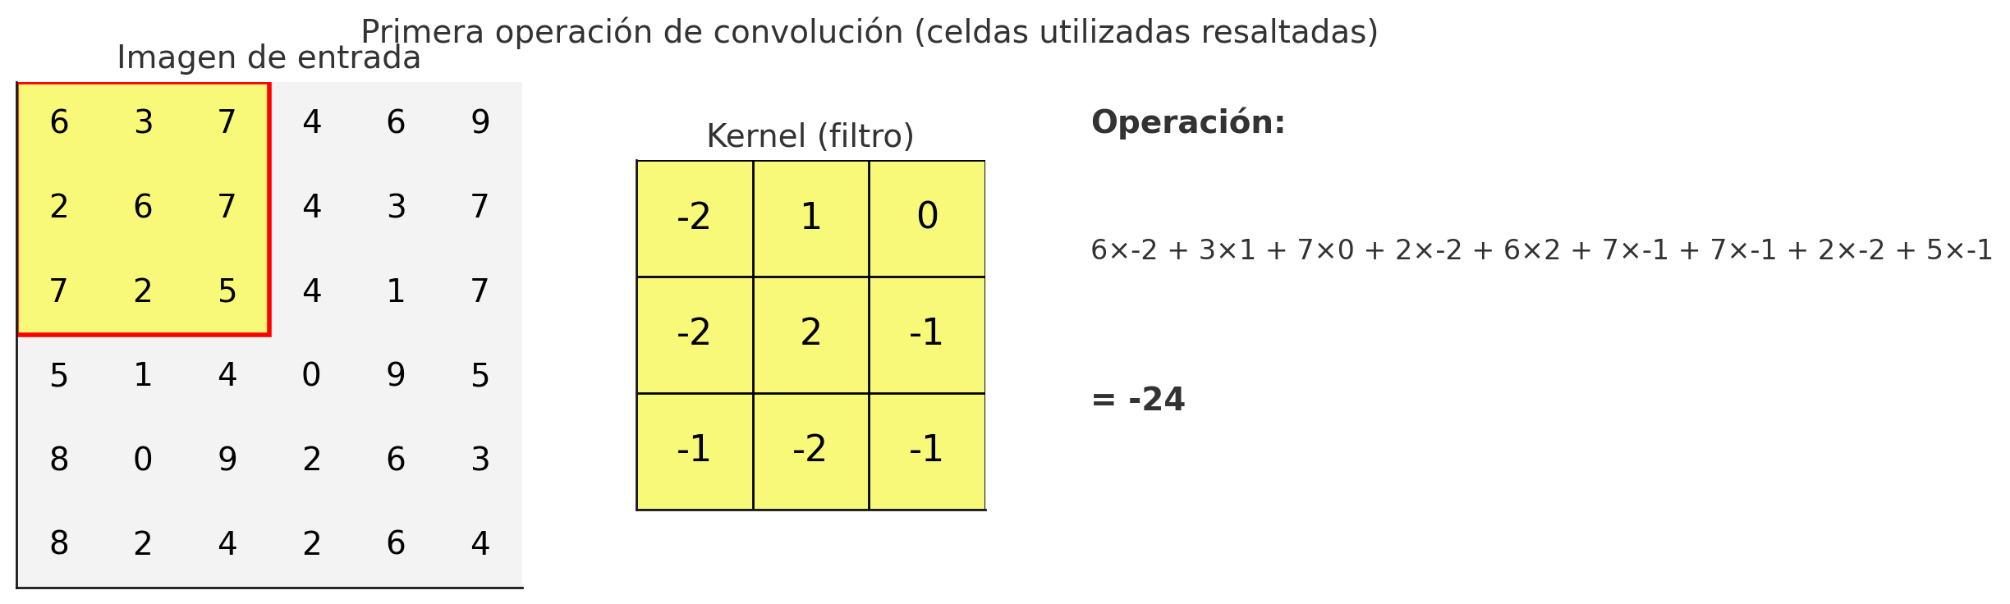 Primera operación de convolución (celdas utilizadas resaltadas)
Imagen de entrada
6 3 7 4 6 9
2 6 7 4 3 7
7 2 5 4 1 7
5 1 4 0 9 5
8 0 9 2 6 3
8 2 4 2 6 4
Kernel (filtro)
-2 1 0
-2 2 -1
-1 -2 -1
Operación:
6×-2 + 3×1 + 7×0 + 2×-2 + 6×2 + 7×-1 + 7×-1 + 2×-2 + 5×-1
= -24